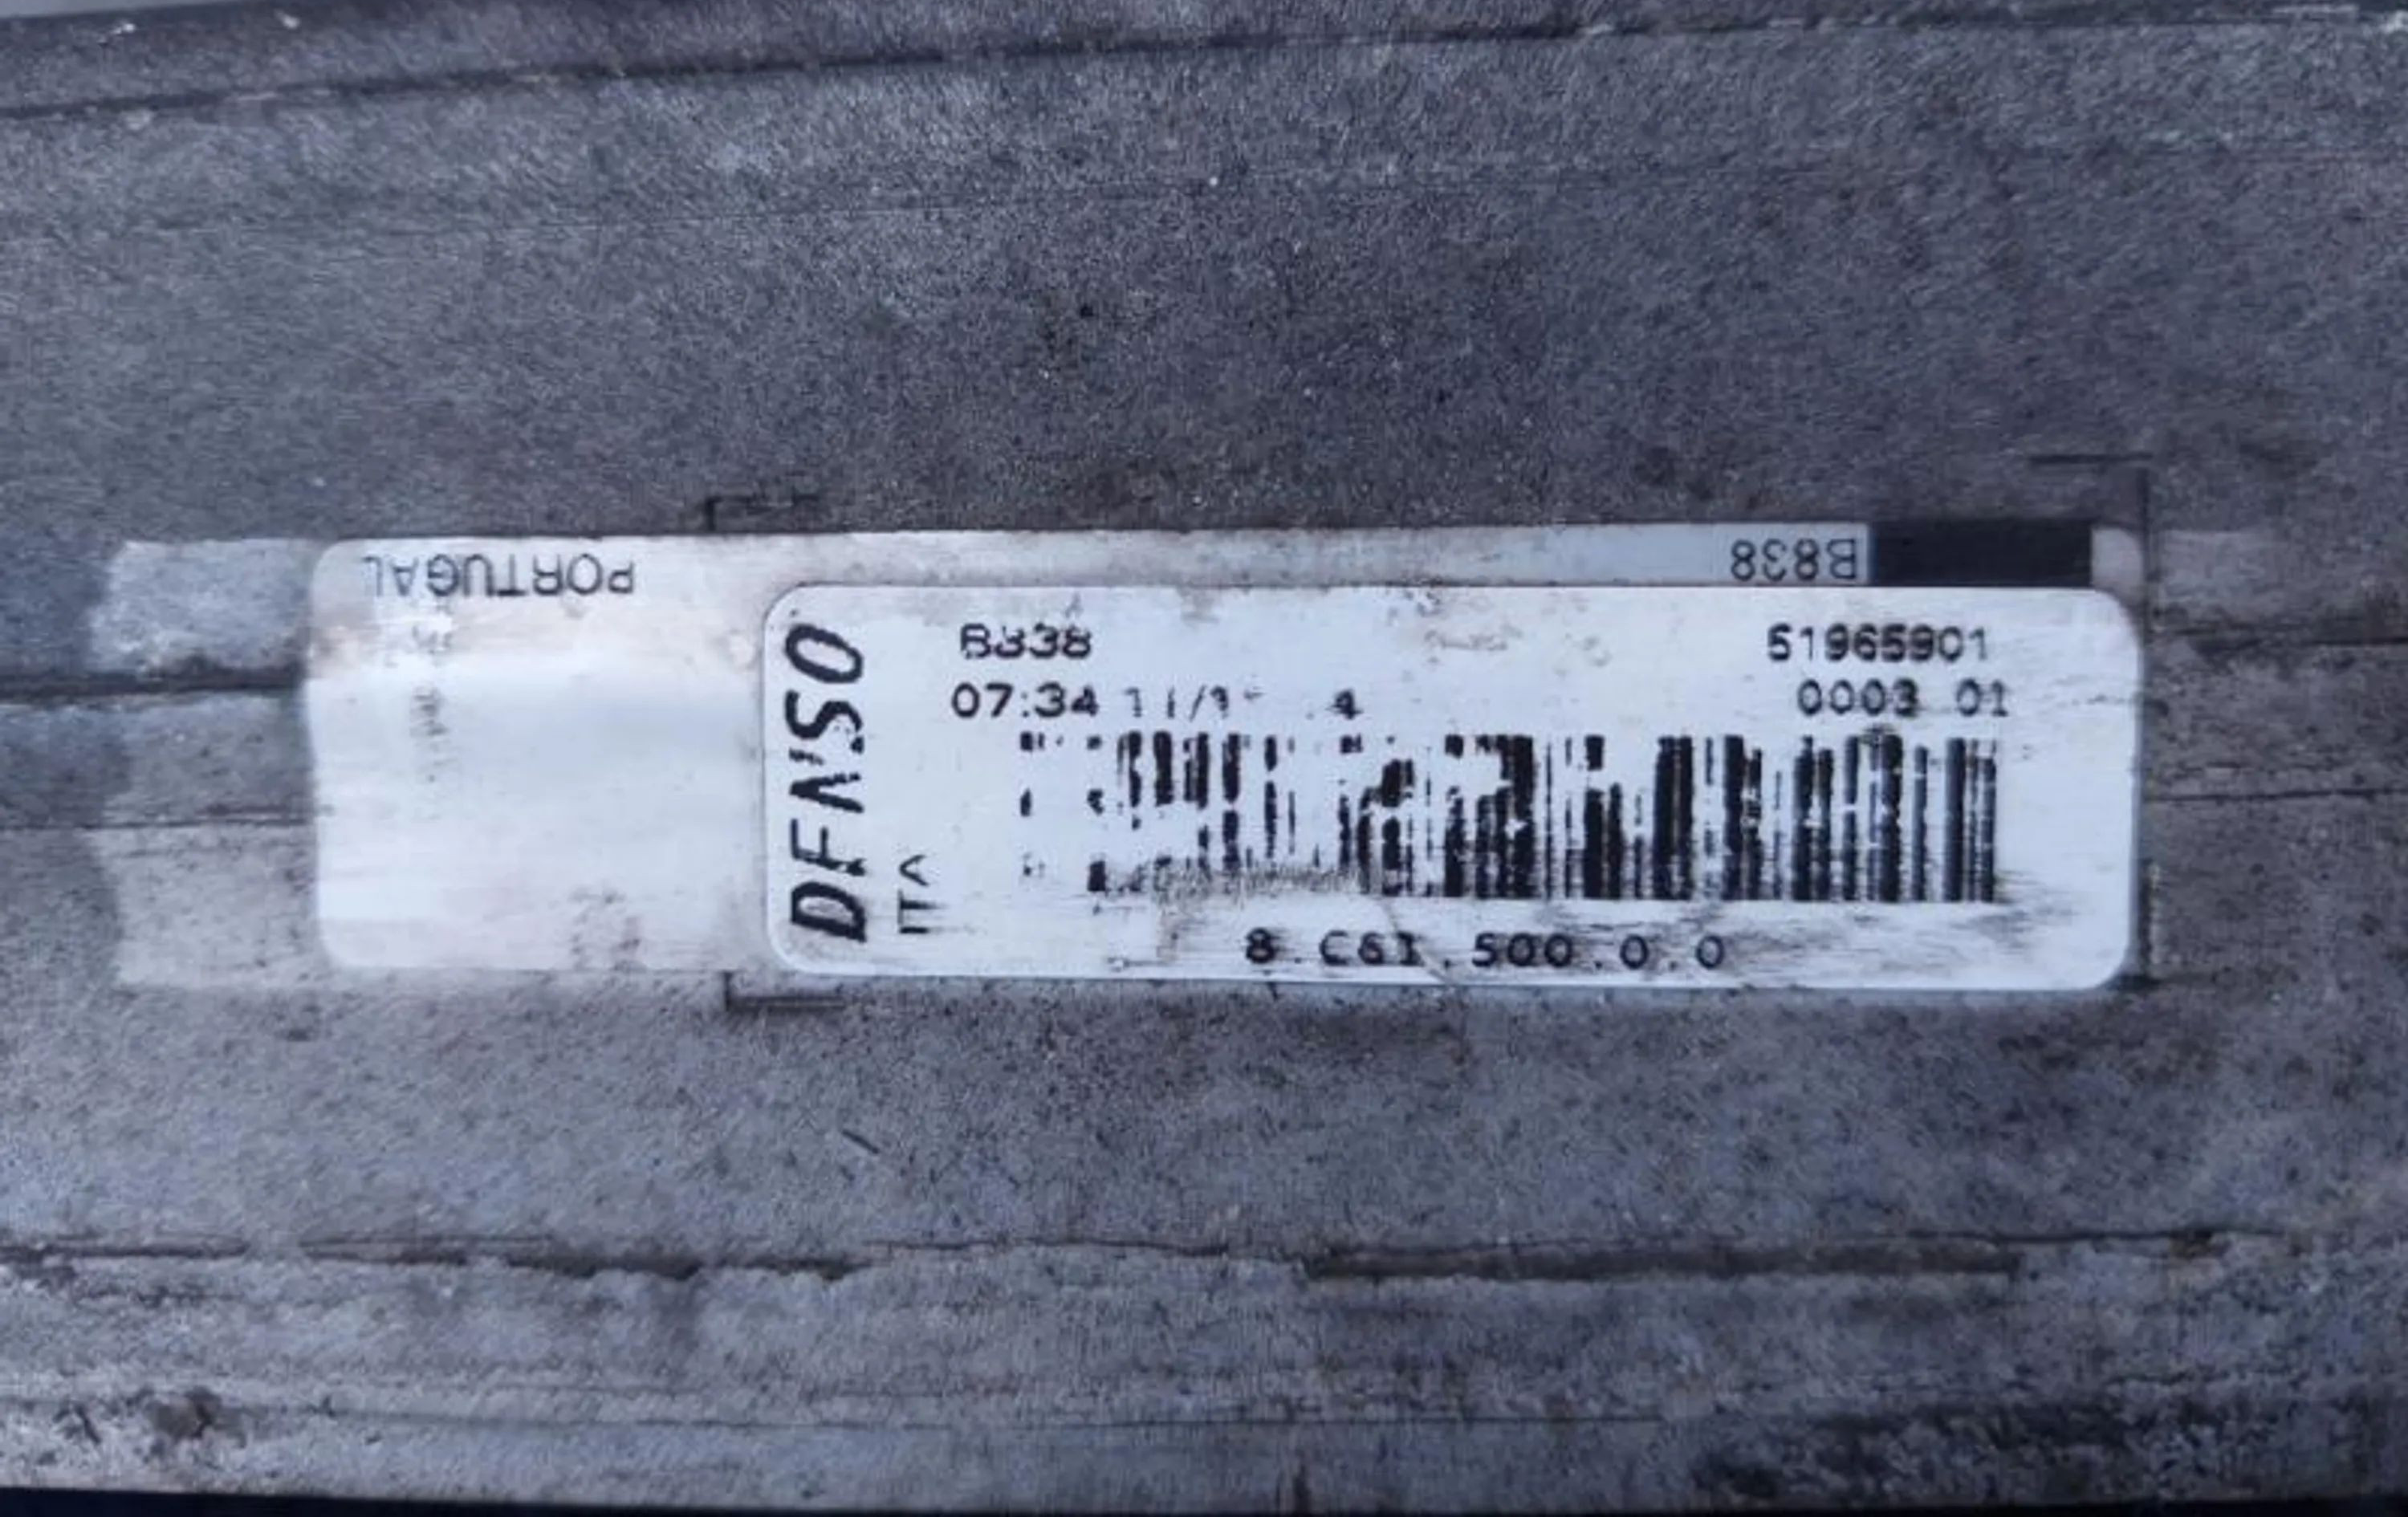 PORTUGAL
B838
DENSO
ITA
B838
51965901
07:34
0003 01
8.C61.500.0.0